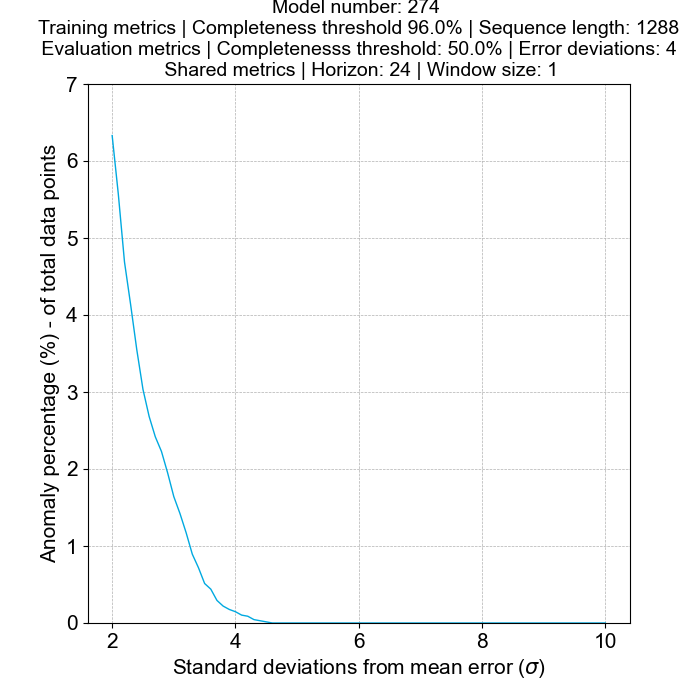 Model number: 274
Training metrics | Completeness threshold 96.0% | Sequence length: 1288
Evaluation metrics | Completenesss threshold: 50.0% | Error deviations: 4
Shared metrics | Horizon: 24 | Window size: 1
7
6
5
4
3
2
1
0
Anomaly percentage (%) - of total data points
2 4 6 8 10
Standard deviations from mean error (σ)